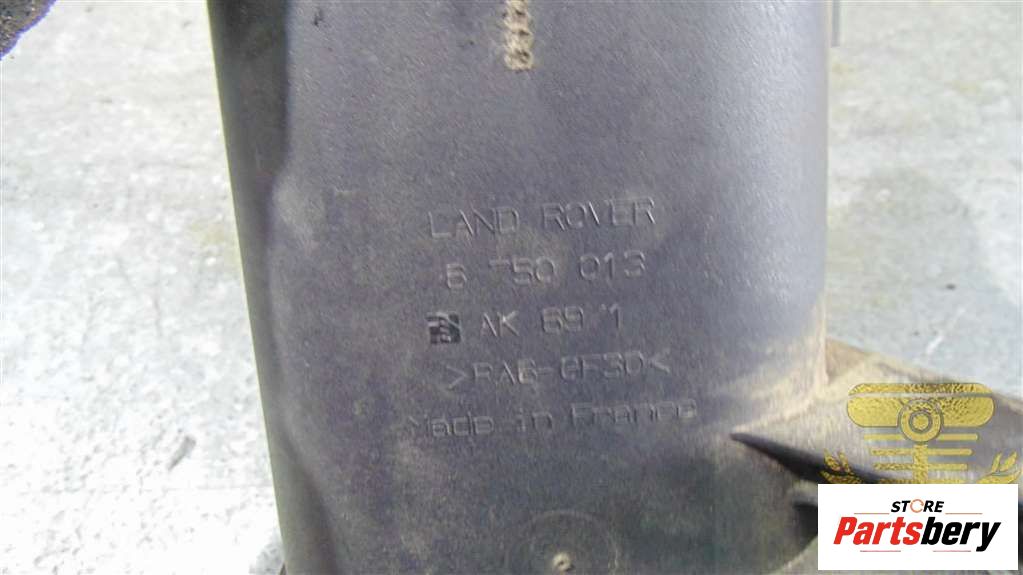 LAND ROVER
6 750 013
AK 69 1
>PA6-GF30<
Made in France
STORE
Partsbery